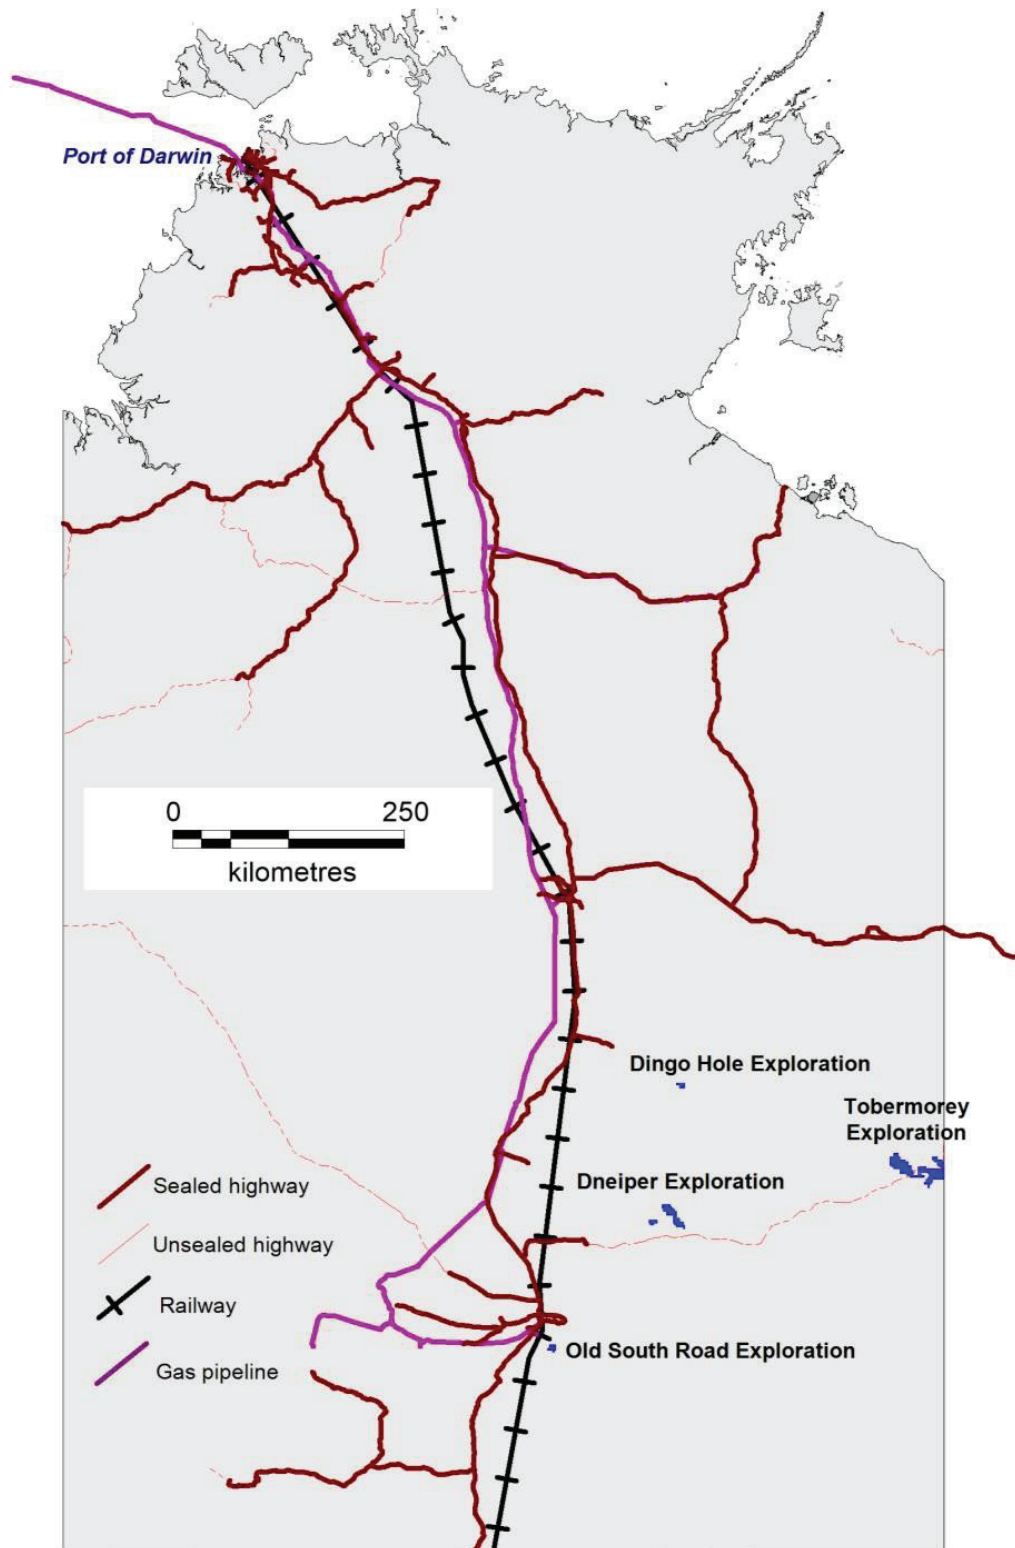 Port of Darwin
0 250
kilometres
Dingo Hole Exploration
Tobermorey
Exploration
Dneiper Exploration
Sealed highway
Unsealed highway
Railway
Gas pipeline
Old South Road Exploration